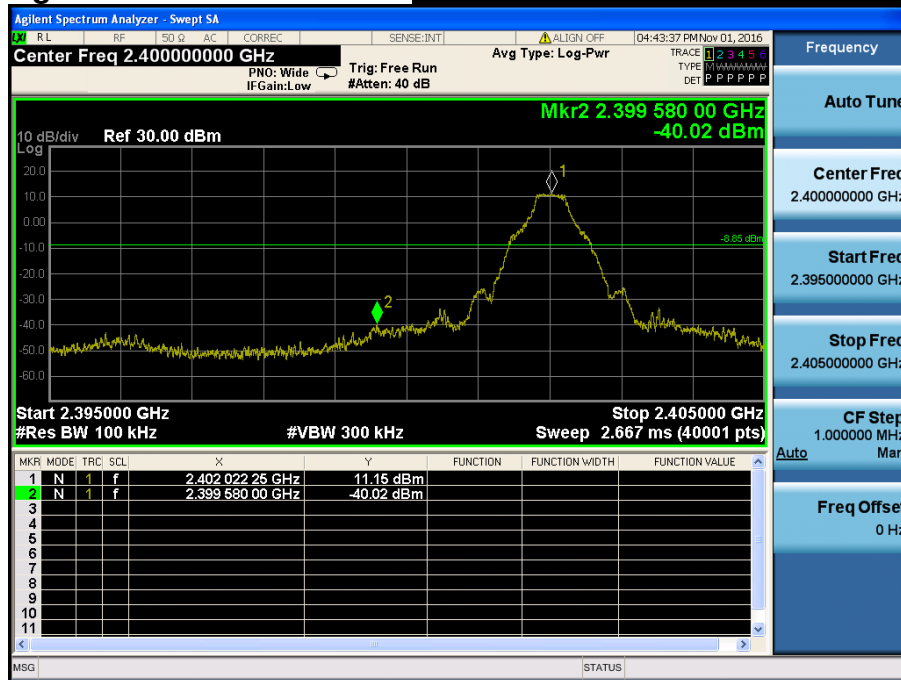 Agilent Spectrum Analyzer - Swept SA
LXI RL RF 50 Ω AC CORREC SENSE:INT ALIGN OFF 04:43:37 PM Nov 01, 2016
Center Freq 2.400000000 GHz
PNO: Wide
IFGain:Low
Trig: Free Run
#Atten: 40 dB
Avg Type: Log-Pwr
TRACE 1 2 3 4 5 6
TYPE M WWWWW
DET P P P P P P
Mkr2 2.399 580 00 GHz
-40.02 dBm
10 dB/div Ref 30.00 dBm
Log
20.0
10.0
0.00
-10.0
-20.0
-30.0
-40.0
-50.0
-60.0
1
2
-8.85 dBm
Start 2.395000 GHz Stop 2.405000 GHz
#Res BW 100 kHz #VBW 300 kHz Sweep 2.667 ms (40001 pts)
MKR MODE TRC SCL X Y FUNCTION FUNCTION WIDTH FUNCTION VALUE
1 N 1 f 2.402 022 25 GHz 11.15 dBm
2 N 1 f 2.399 580 00 GHz -40.02 dBm
3
4
5
6
7
8
9
10
11
MSG STATUS
Frequency
Auto Tune
Center Freq
2.400000000 GHz
Start Freq
2.395000000 GHz
Stop Freq
2.405000000 GHz
CF Step
1.000000 MHz
Auto Man
Freq Offset
0 Hz